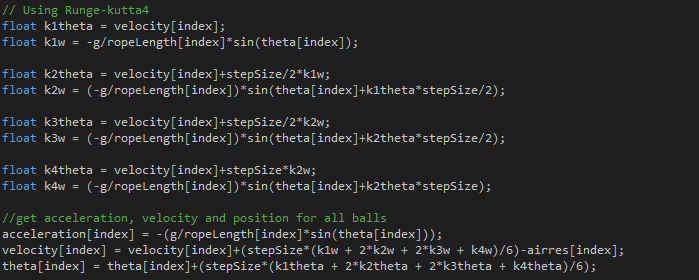 // Using Runge-kutta4
float k1theta = velocity[index];
float k1w = -g/ropeLength[index]*sin(theta[index]);
float k2theta = velocity[index]+stepSize/2*k1w;
float k2w = (-g/ropeLength[index])*sin(theta[index]+k1theta*stepSize/2);
float k3theta = velocity[index]+stepSize/2*k2w;
float k3w = (-g/ropeLength[index])*sin(theta[index]+k2theta*stepSize/2);
float k4theta = velocity[index]+stepSize*k2w;
float k4w = (-g/ropeLength[index])*sin(theta[index]+k2theta*stepSize);
//get acceleration, velocity and position for all balls
acceleration[index] = -(g/ropeLength[index]*sin(theta[index]));
velocity[index] = velocity[index]+(stepSize*(k1w + 2*k2w + 2*k3w + k4w)/6)-airres[index];
theta[index] = theta[index]+(stepSize*(k1theta + 2*k2theta + 2*k3theta + k4theta)/6);